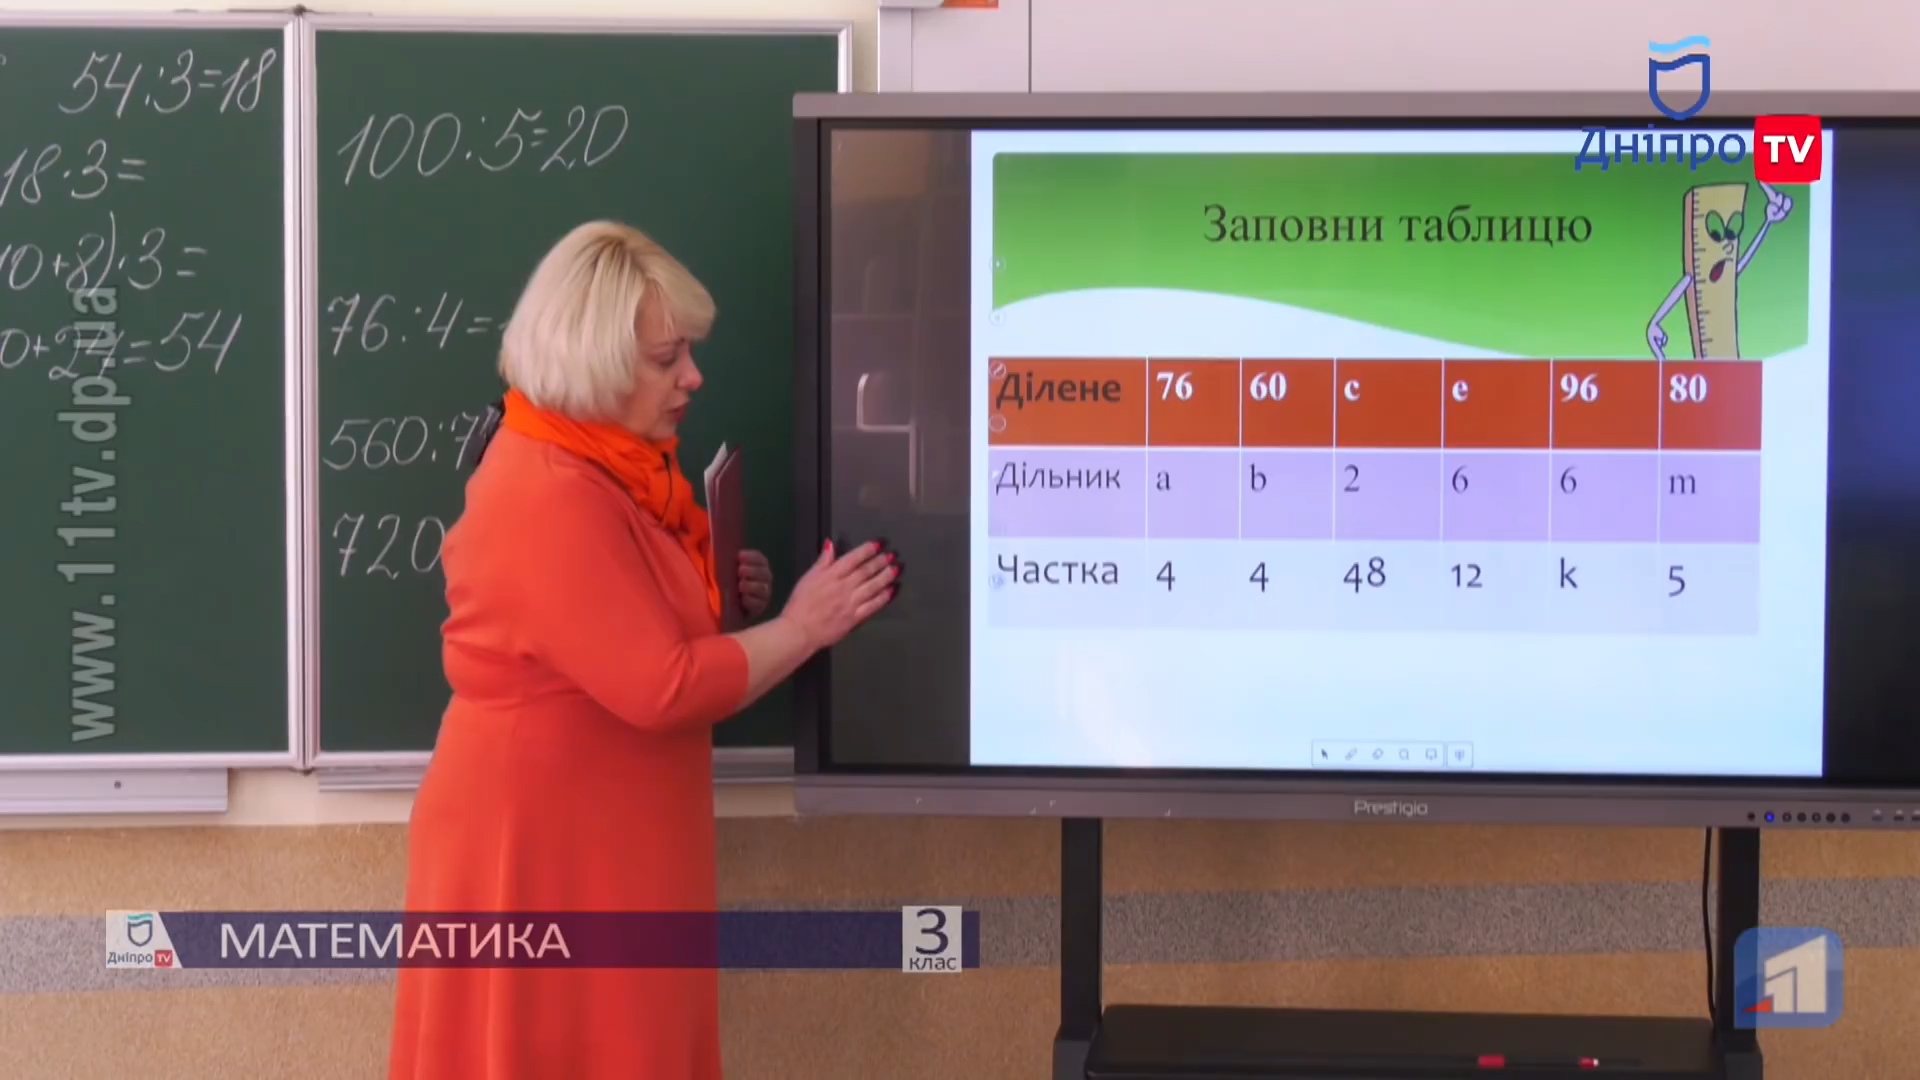 54:3=18
18·3=
0+8)·3=
0+24=54
100:5=20
76:4=
560:7
720
www.11tv.dp.ua
Дніпро TV
Заповни таблицю
Ділене 76 60 c e 96 80
Дільник a b 2 6 6 m
Частка 4 4 48 12 k 5
Prestigio
Дніпро TV
МАТЕМАТИКА
3
клас